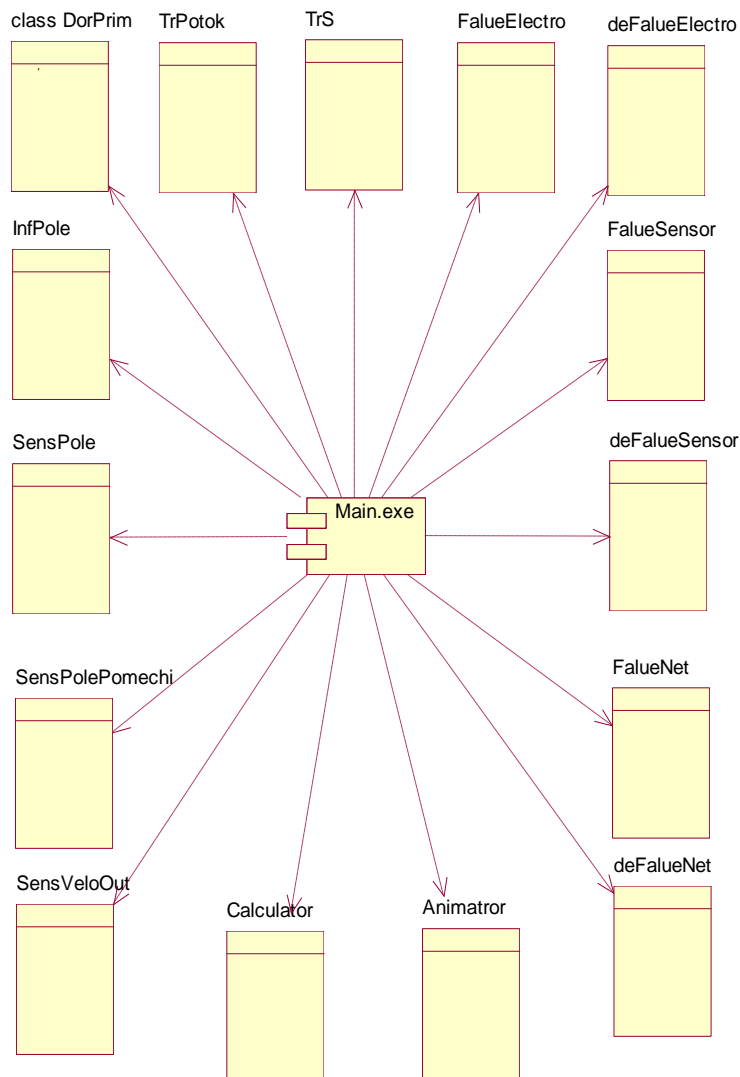 class DorPrim
TrPotok
TrS
FalueElectro
deFalueElectro
InfPole
FalueSensor
SensPole
deFalueSensor
Main.exe
SensPolePomechi
FalueNet
SensVeloOut
Calculator
Animatror
deFalueNet